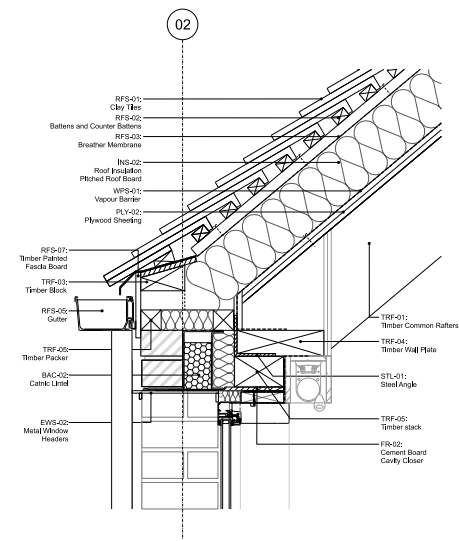 02
RFS-01:
Clay Tiles
RFS-02:
Battens and Counter Battens
RFS-03:
Breather Membrane
INS-02:
Roof Insulation
Pitched Roof Board
WPS-01:
Vapour Barrier
PLY-02:
Plywood Sheeting
RFS-07:
Timber Painted
Fascia Board
TRF-03:
Timber Block
RFS-05:
Gutter
TRF-05:
Timber Packer
BAC-02:
Catnic Lintel
EWS-02:
Metal Window
Headers
TRF-01:
Timber Common Rafters
TRF-04:
Timber Wall Plate
STL-01:
Steel Angle
TRF-05:
Timber stack
FR-02:
Cement Board
Cavity Closer